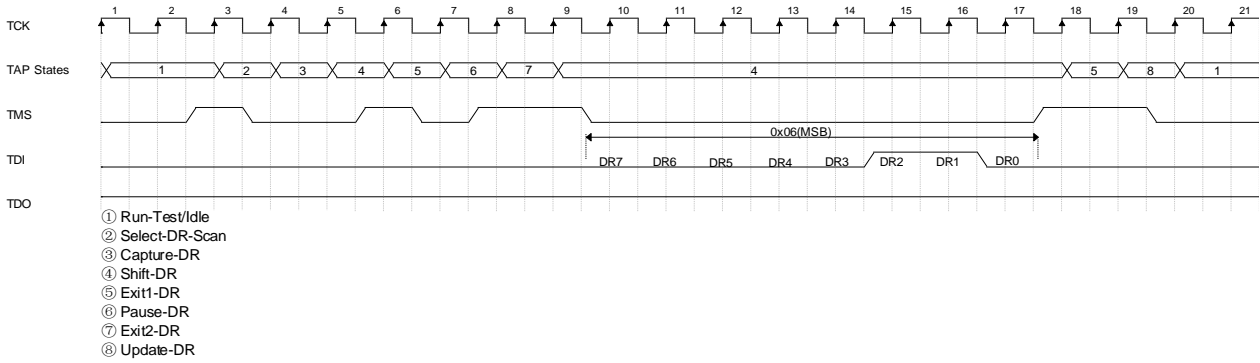 1 2 3 4 5 6 7 8 9 10 11 12 13 14 15 16 17 18 19 20 21
TCK
TAP States 1 2 3 4 5 6 7 4 5 8 1
TMS
0x06(MSB)
TDI DR7 DR6 DR5 DR4 DR3 DR2 DR1 DR0
TDO
① Run-Test/Idle
② Select-DR-Scan
③ Capture-DR
④ Shift-DR
⑤ Exit1-DR
⑥ Pause-DR
⑦ Exit2-DR
⑧ Update-DR